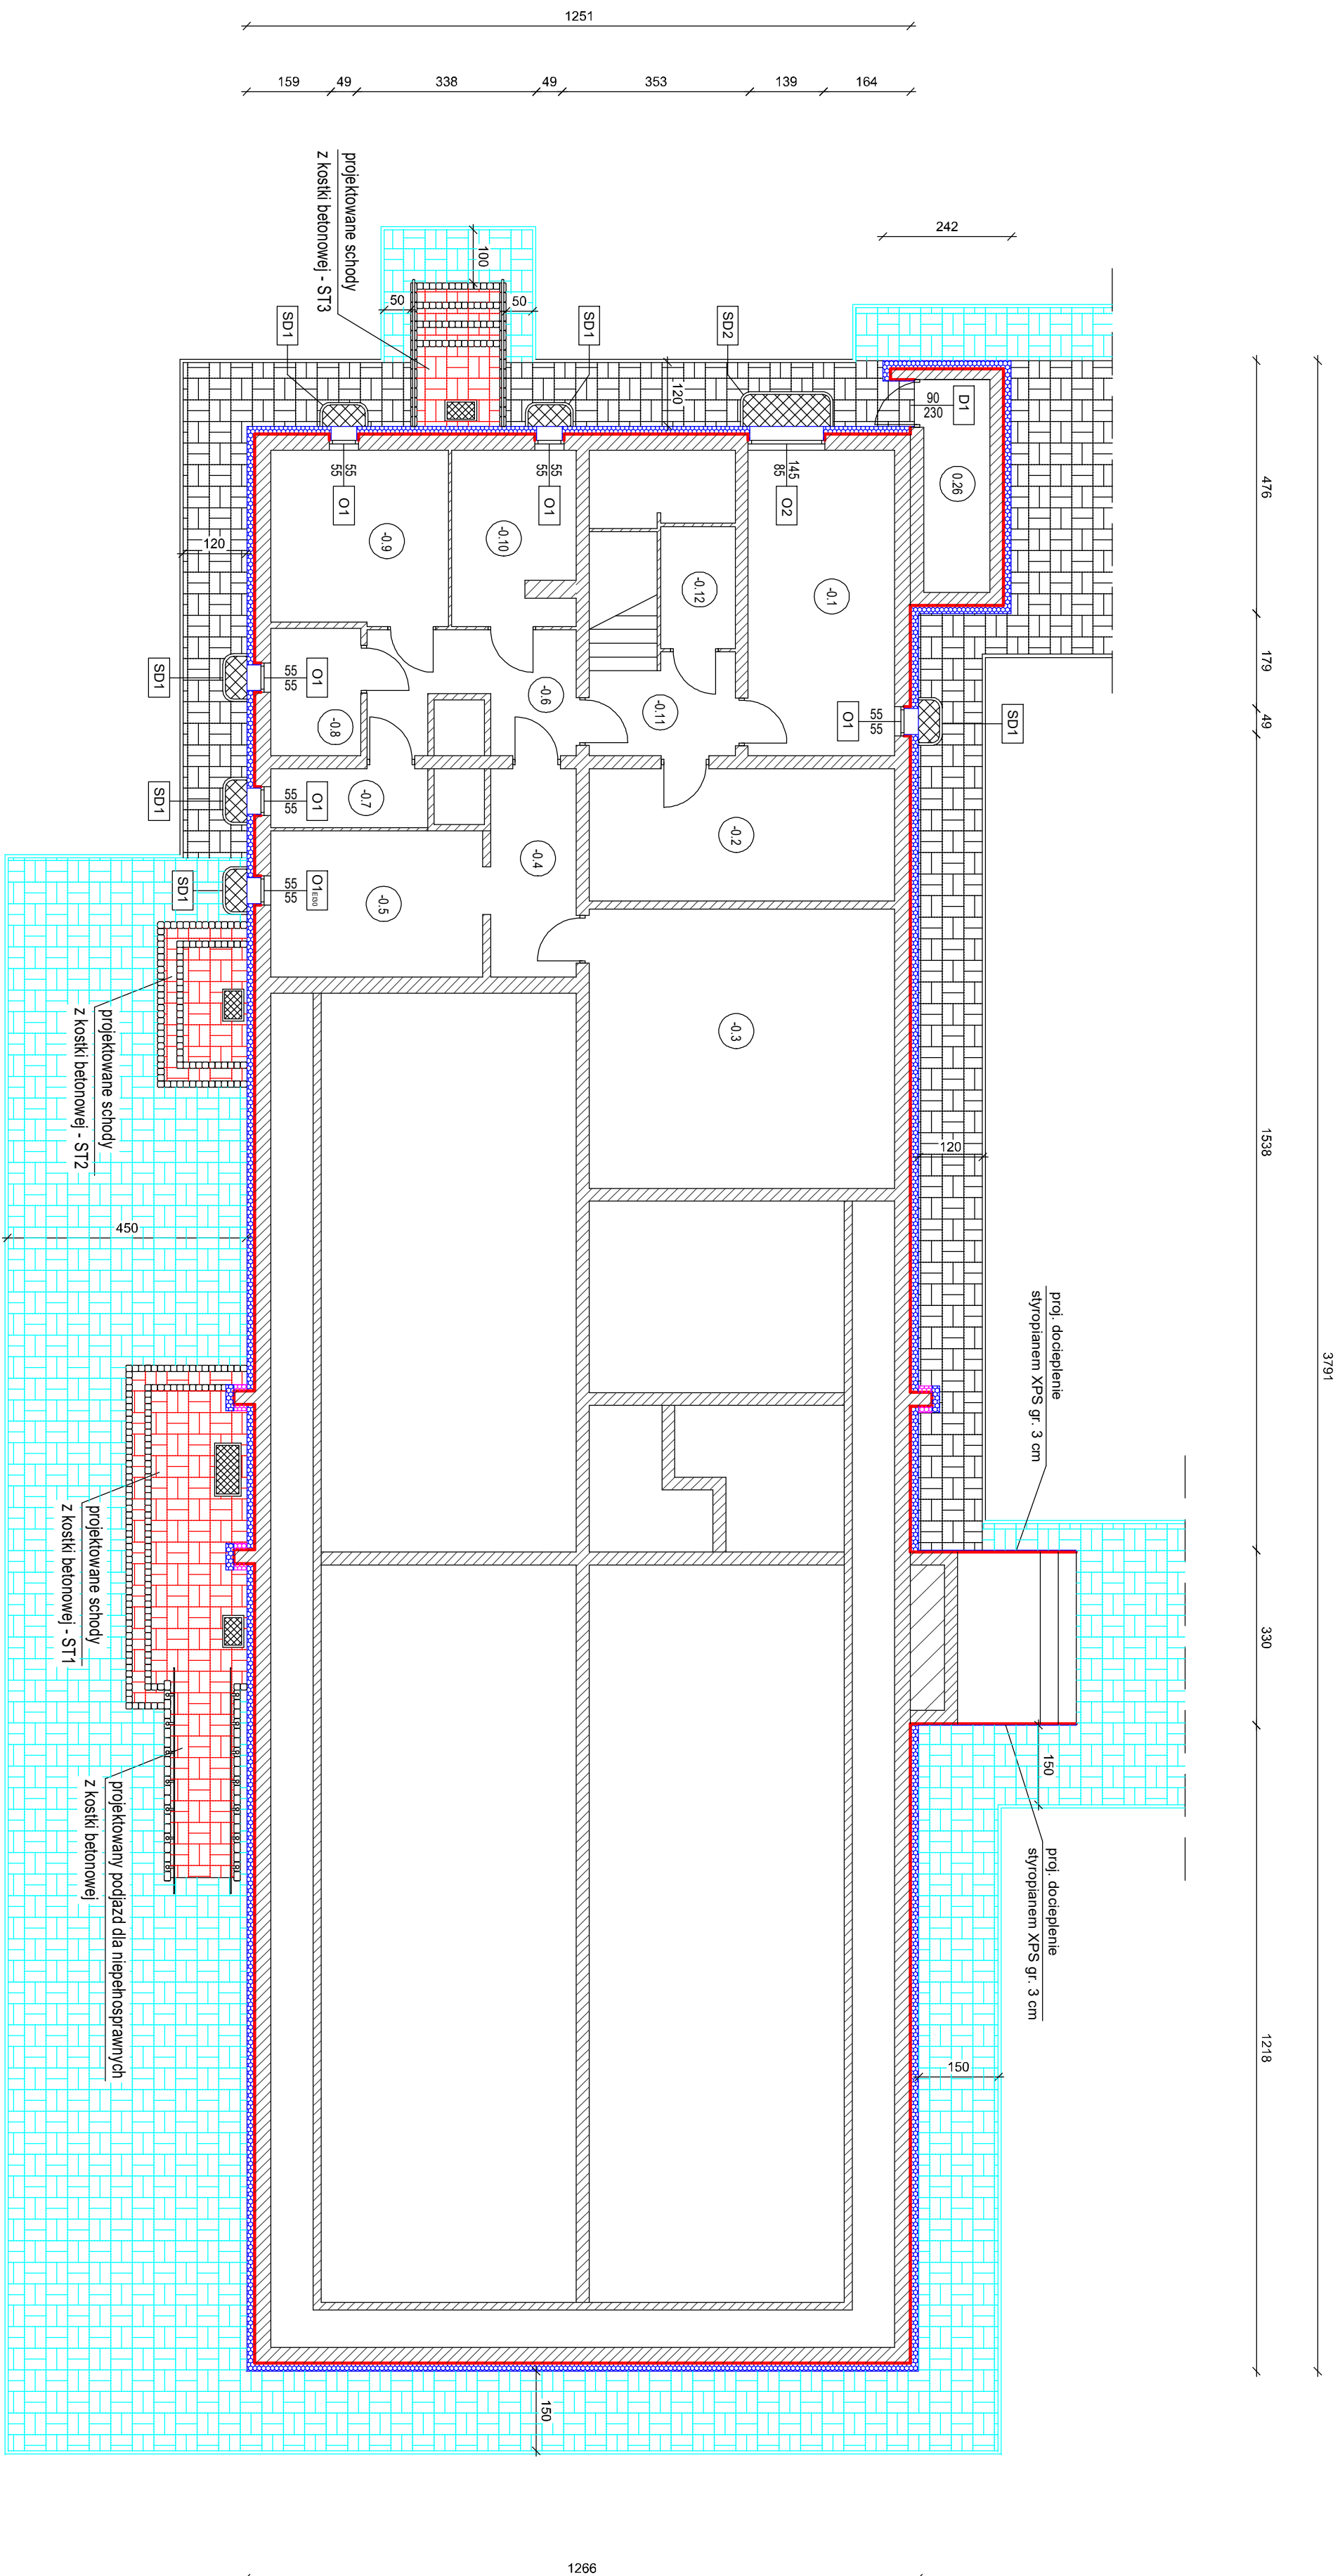 1251
159
49
338
49
353
139
164
242
projektowane schody
z kostki betonowej - ST3
100
50
50
SD1
SD1
SD2
120
D1
90
230
0.26
476
145
85
O2
55
55
O1
55
55
O1
-0.9
-0.10
-0.12
-0.1
120
179
SD1
55
55
O1
-0.8
-0.6
-0.11
O1
55
55
SD1
49
SD1
55
55
O1
-0.7
-0.2
-0.4
SD1
55
55
O1 EI30
-0.5
-0.3
projektowane schody
z kostki betonowej - ST2
120
1538
450
proj. docieplenie
styropianem XPS gr. 3 cm
3791
projektowane schody
z kostki betonowej - ST1
330
150
projektowany podjazd dla niepełnosprawnych
z kostki betonowej
proj. docieplenie
styropianem XPS gr. 3 cm
1218
150
150
1266